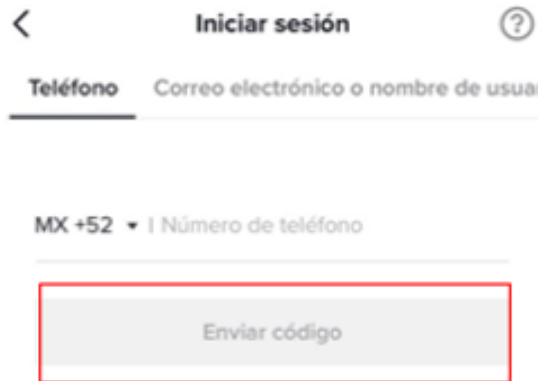 Iniciar sesión
Teléfono Correo electrónico o nombre de usuar
MX +52 Número de teléfono
Enviar código